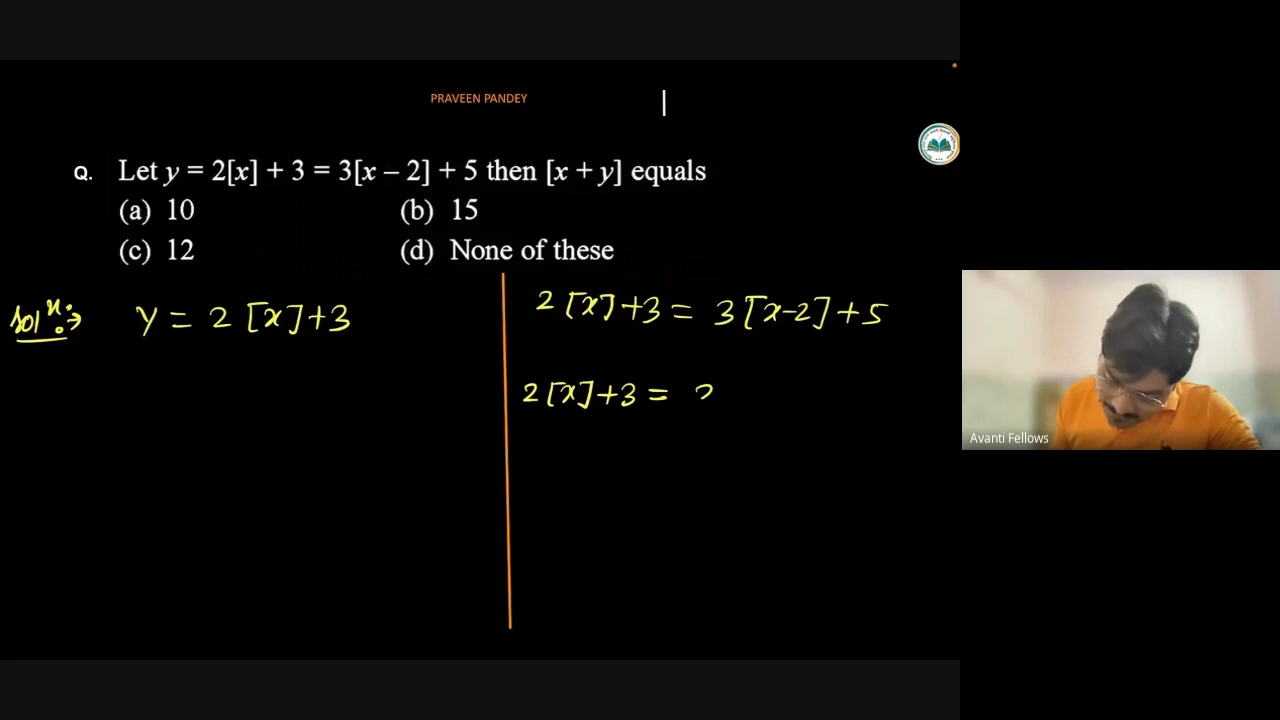 PRAVEEN PANDEY
Q. Let y = 2[x] + 3 = 3[x – 2] + 5 then [x + y] equals
(a) 10 (b) 15
(c) 12 (d) None of these
Solⁿ:→ y = 2[x]+3
2[x]+3 = 3[x-2]+5
2[x]+3 =
Avanti Fellows